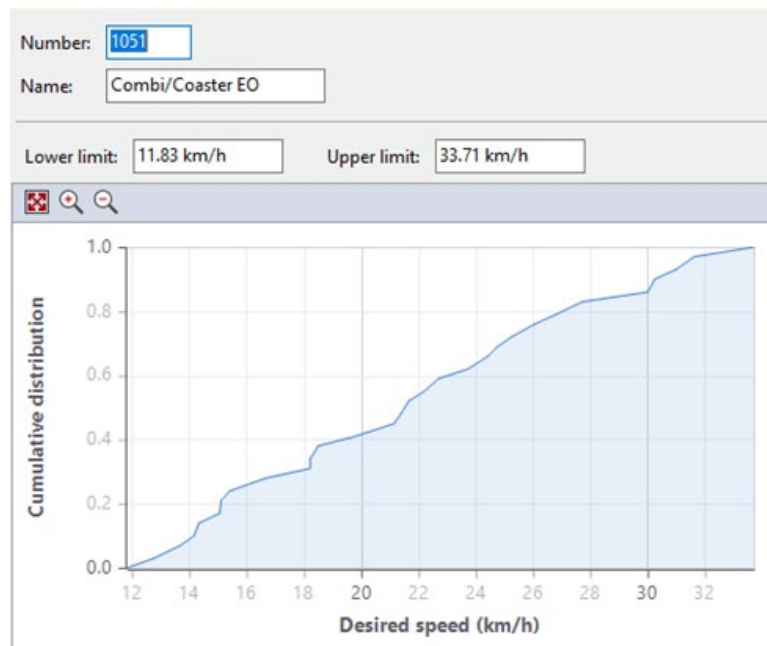 Number: 1051
Name: Combi/Coaster EO
Lower limit: 11.83 km/h Upper limit: 33.71 km/h
1.0
0.8
0.6
0.4
0.2
0.0
Cumulative distribution
12 14 16 18 20 22 24 26 28 30 32
Desired speed (km/h)